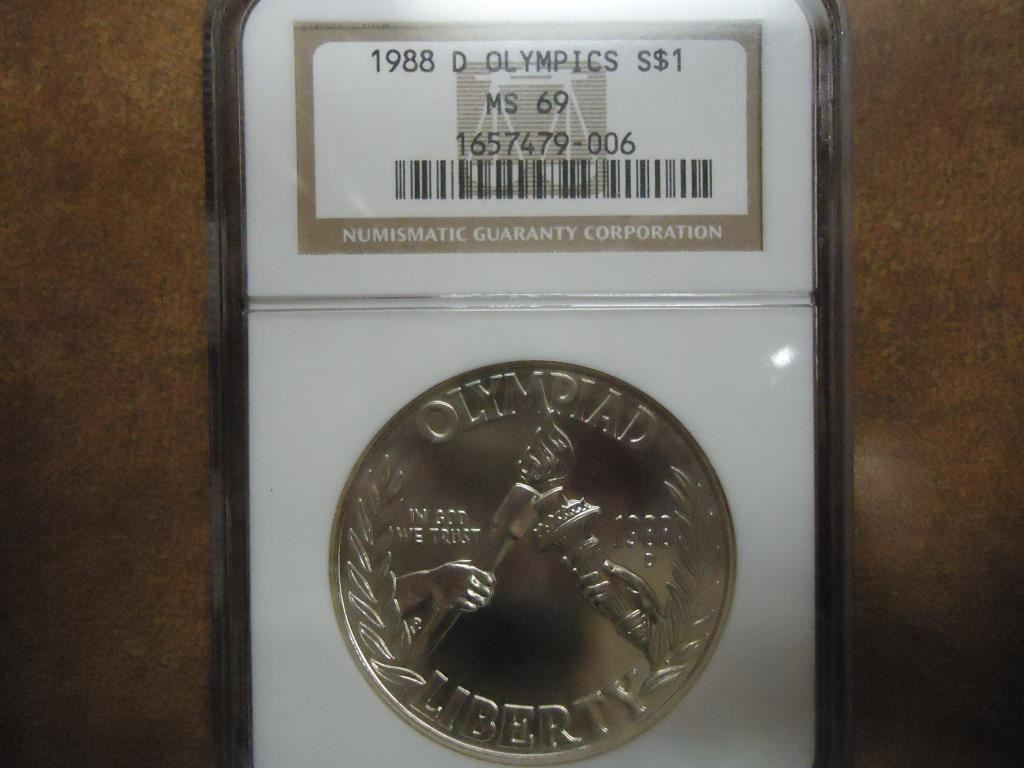 1988 D OLYMPICS S$1
MS 69
1657479-006
NUMISMATIC GUARANTY CORPORATION
OLYMPIAD
IN GOD
WE TRUST
1988
D
LIBERTY